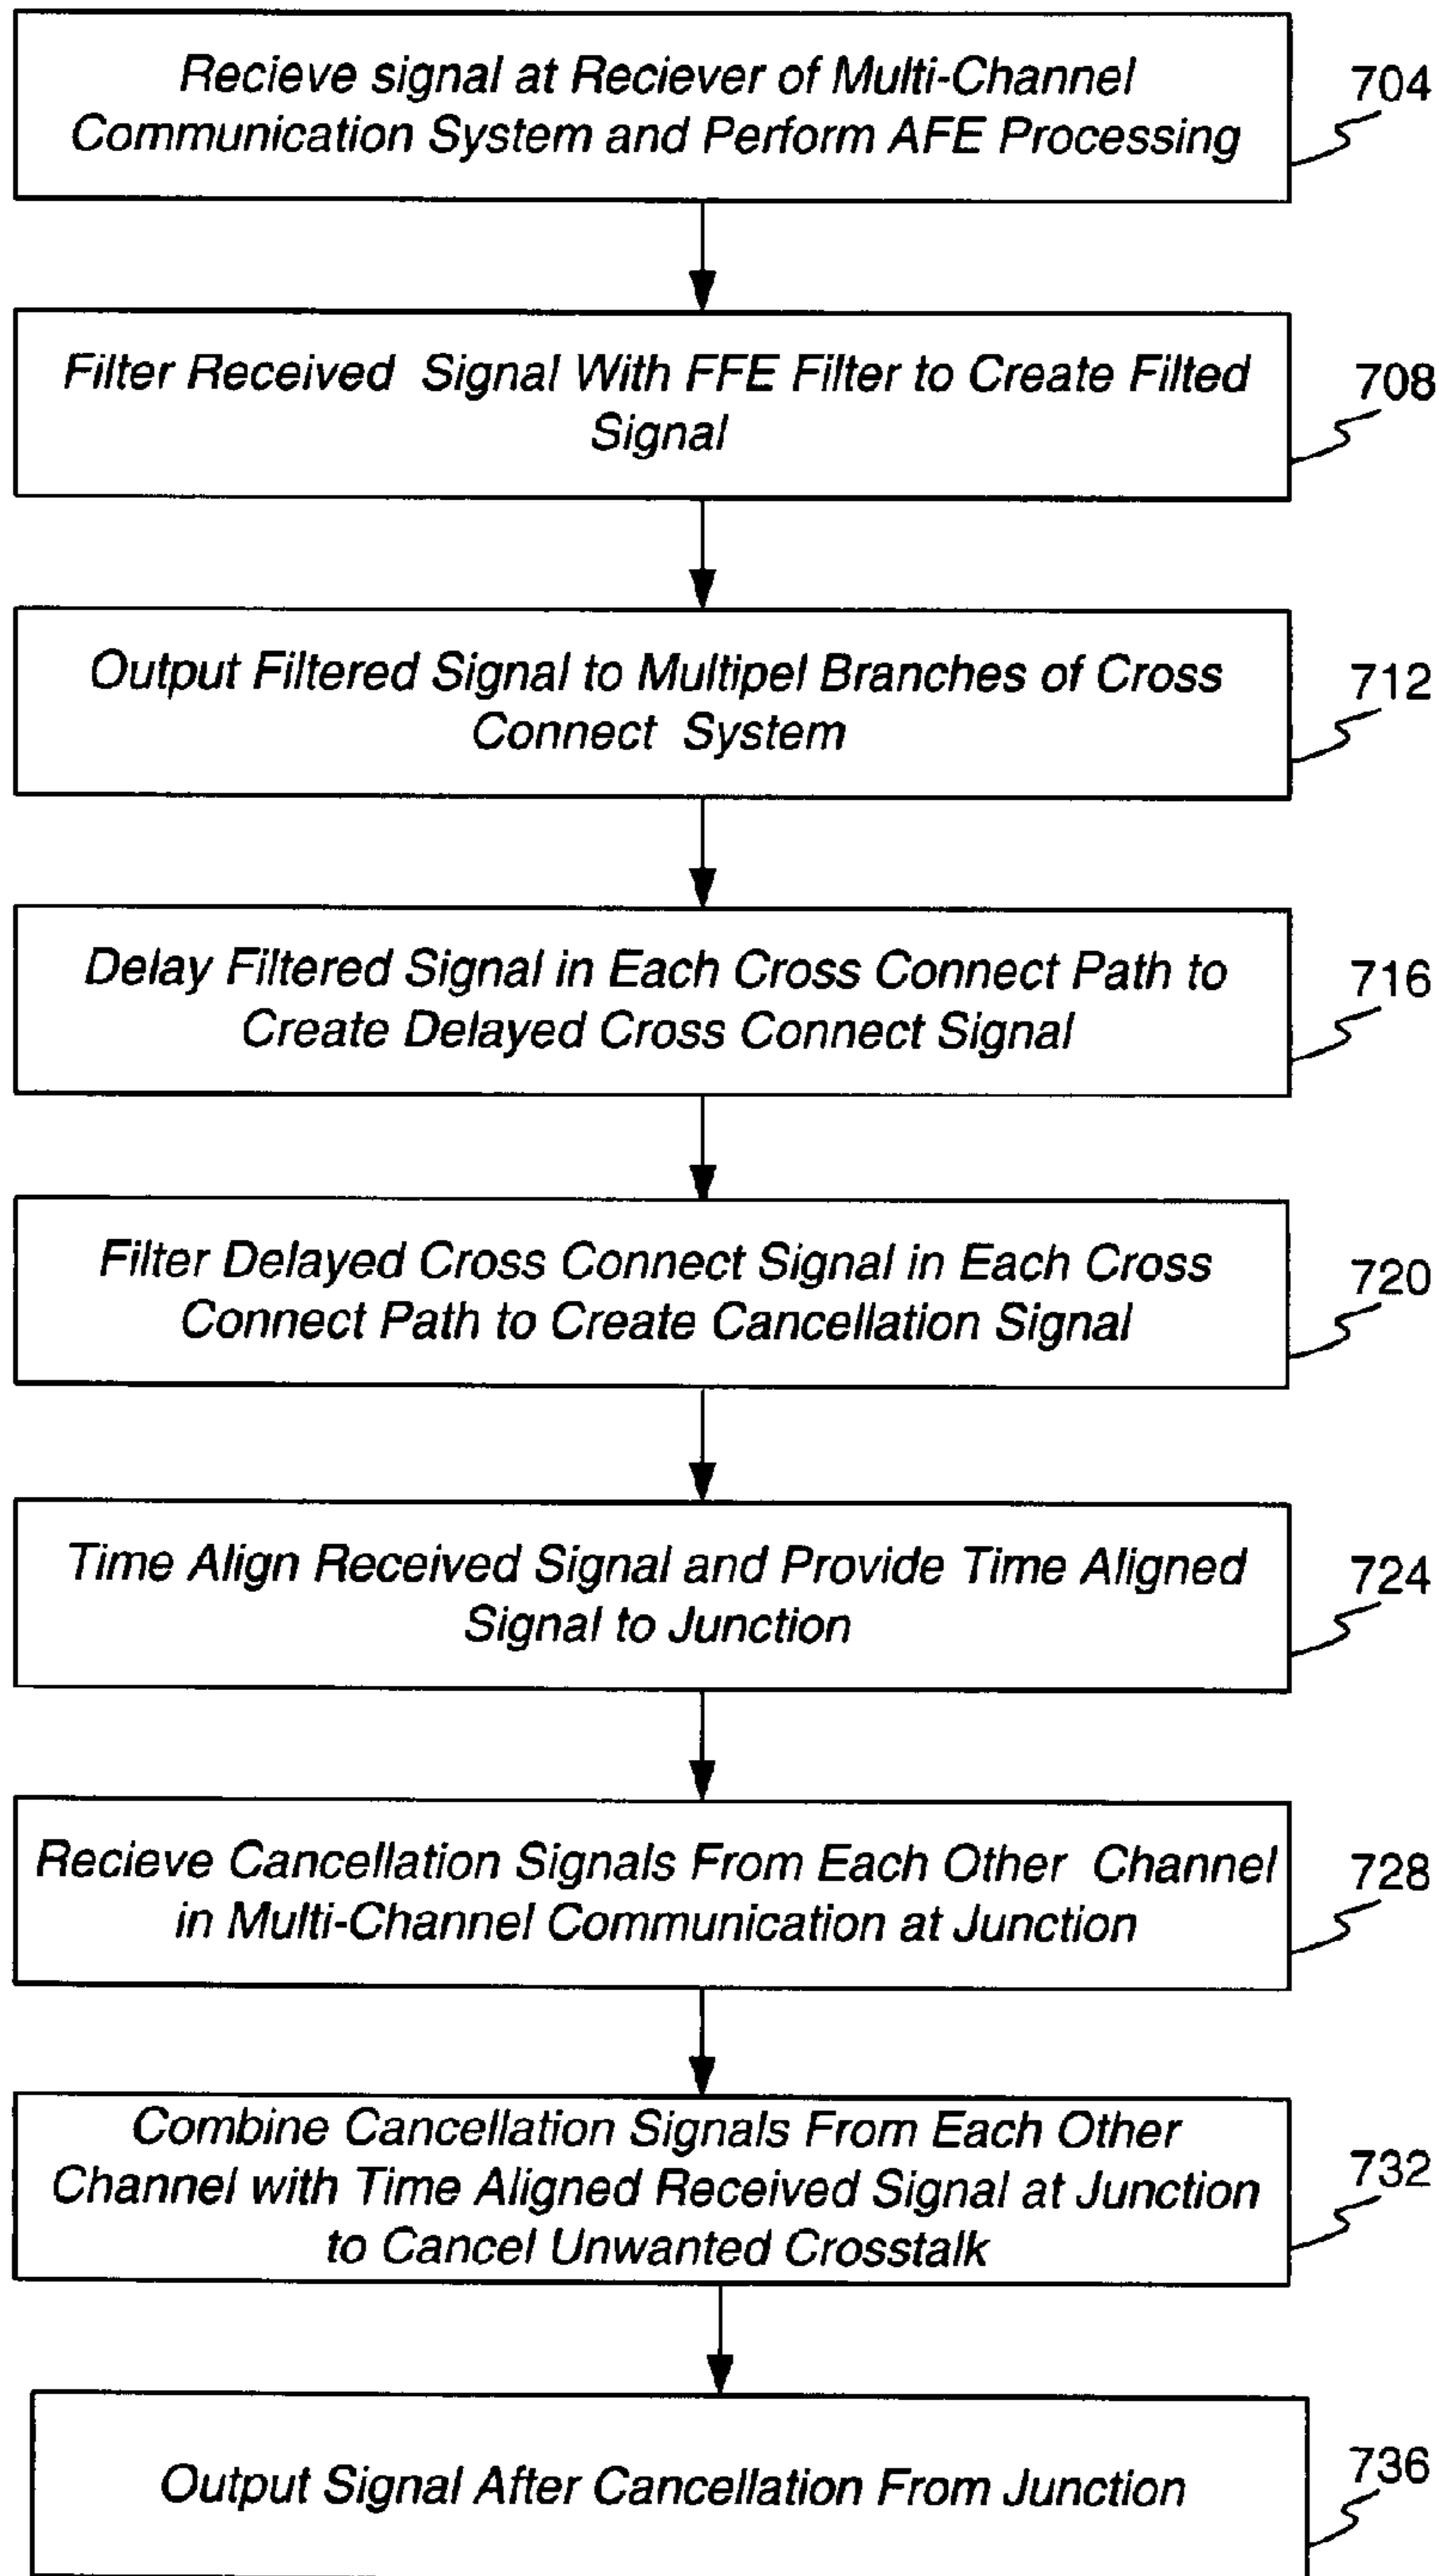 Recieve signal at Reciever of Multi-Channel
Communication System and Perform AFE Processing
704
Filter Received Signal With FFE Filter to Create Filted
Signal
708
Output Filtered Signal to Multipel Branches of Cross
Connect System
712
Delay Filtered Signal in Each Cross Connect Path to
Create Delayed Cross Connect Signal
716
Filter Delayed Cross Connect Signal in Each Cross
Connect Path to Create Cancellation Signal
720
Time Align Received Signal and Provide Time Aligned
Signal to Junction
724
Recieve Cancellation Signals From Each Other Channel
in Multi-Channel Communication at Junction
728
Combine Cancellation Signals From Each Other
Channel with Time Aligned Received Signal at Junction
to Cancel Unwanted Crosstalk
732
Output Signal After Cancellation From Junction
736